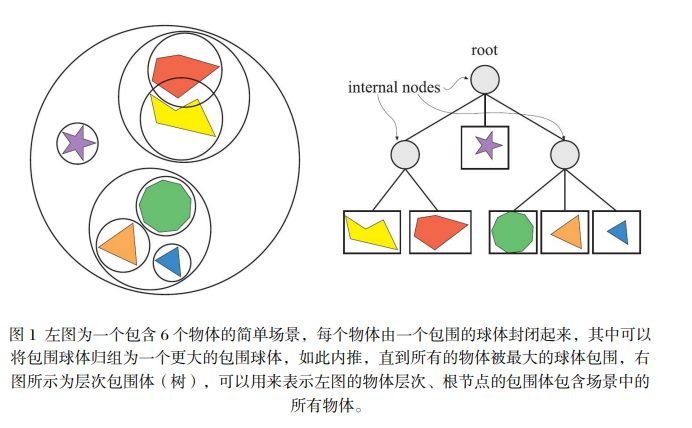 root
internal nodes
图 1 左图为一个包含 6 个物体的简单场景，每个物体由一个包围的球体封闭起来，其中可以
将包围球体归组为一个更大的包围球体，如此内推，直到所有的物体被最大的球体包围，右
图所示为层次包围体（树），可以用来表示左图的物体层次、根节点的包围体包含场景中的
所有物体。